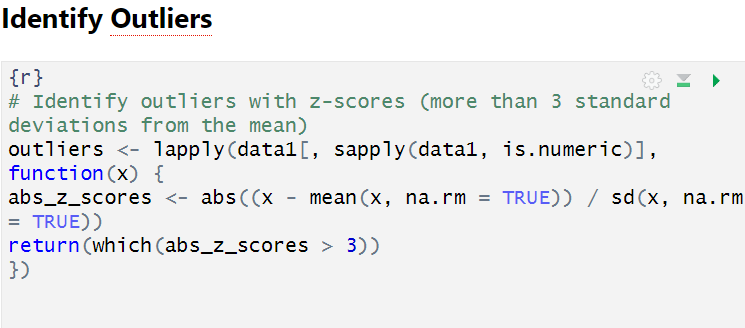 Identify Outliers
{r}
# Identify outliers with z-scores (more than 3 standard
deviations from the mean)
outliers <- lapply(data1[, sapply(data1, is.numeric)],
function(x) {
abs_z_scores <- abs((x - mean(x, na.rm = TRUE)) / sd(x, na.rm
= TRUE))
return(which(abs_z_scores > 3))
})